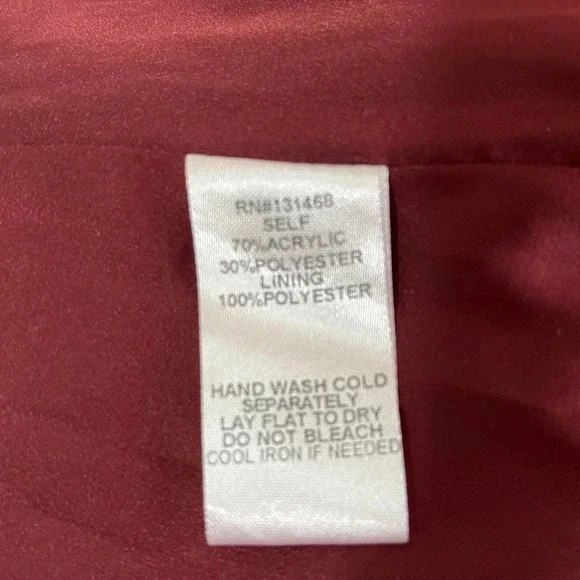 RN#131468
SELF
70%ACRYLIC
30%POLYESTER
LINING
100%POLYESTER
HAND WASH COLD
SEPARATELY
LAY FLAT TO DRY
DO NOT BLEACH
COOL IRON IF NEEDED